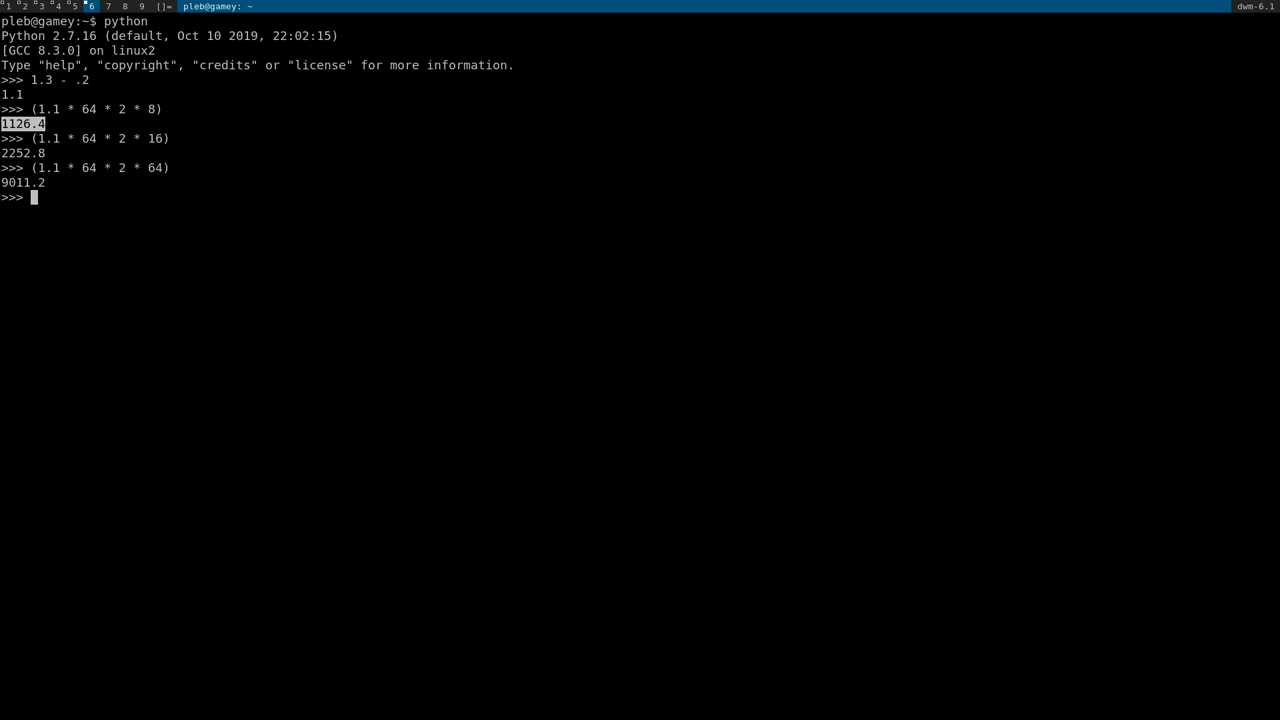 1 2 3 4 5 6 7 8 9 []= pleb@gamey: ~ dwm-6.1
pleb@gamey:~$ python
Python 2.7.16 (default, Oct 10 2019, 22:02:15)
[GCC 8.3.0] on linux2
Type "help", "copyright", "credits" or "license" for more information.
>>> 1.3 - .2
1.1
>>> (1.1 * 64 * 2 * 8)
1126.4
>>> (1.1 * 64 * 2 * 16)
2252.8
>>> (1.1 * 64 * 2 * 64)
9011.2
>>>